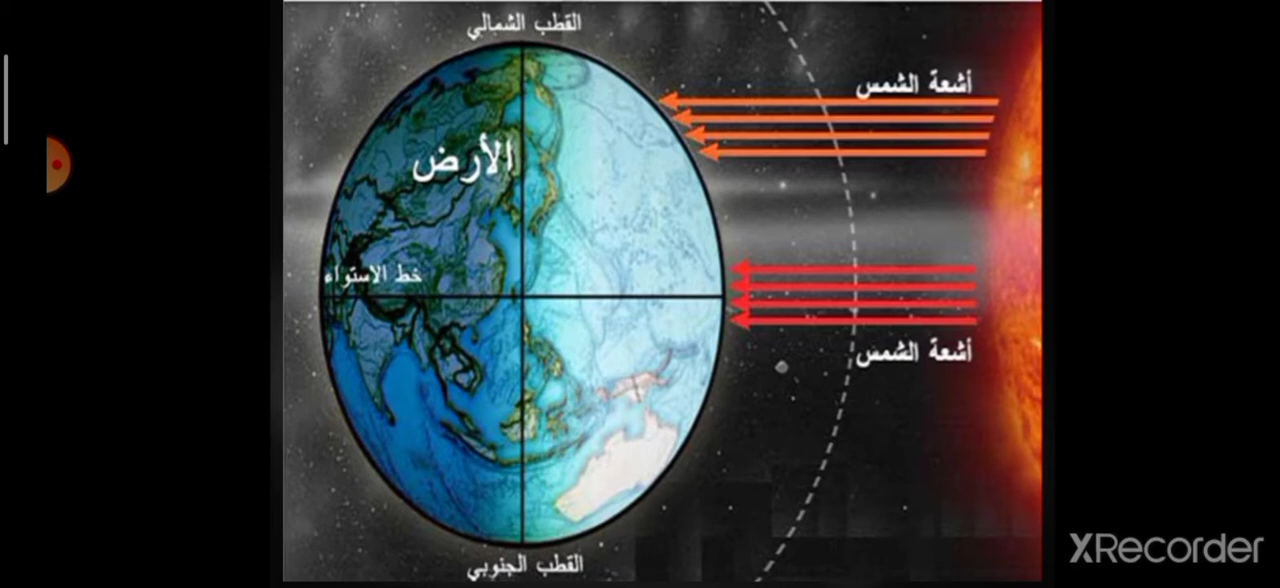 القطب الشمالي
أشعة الشمس
الأرض
خط الاستواء
أشعة الشمس
القطب الجنوبي
XRecorder